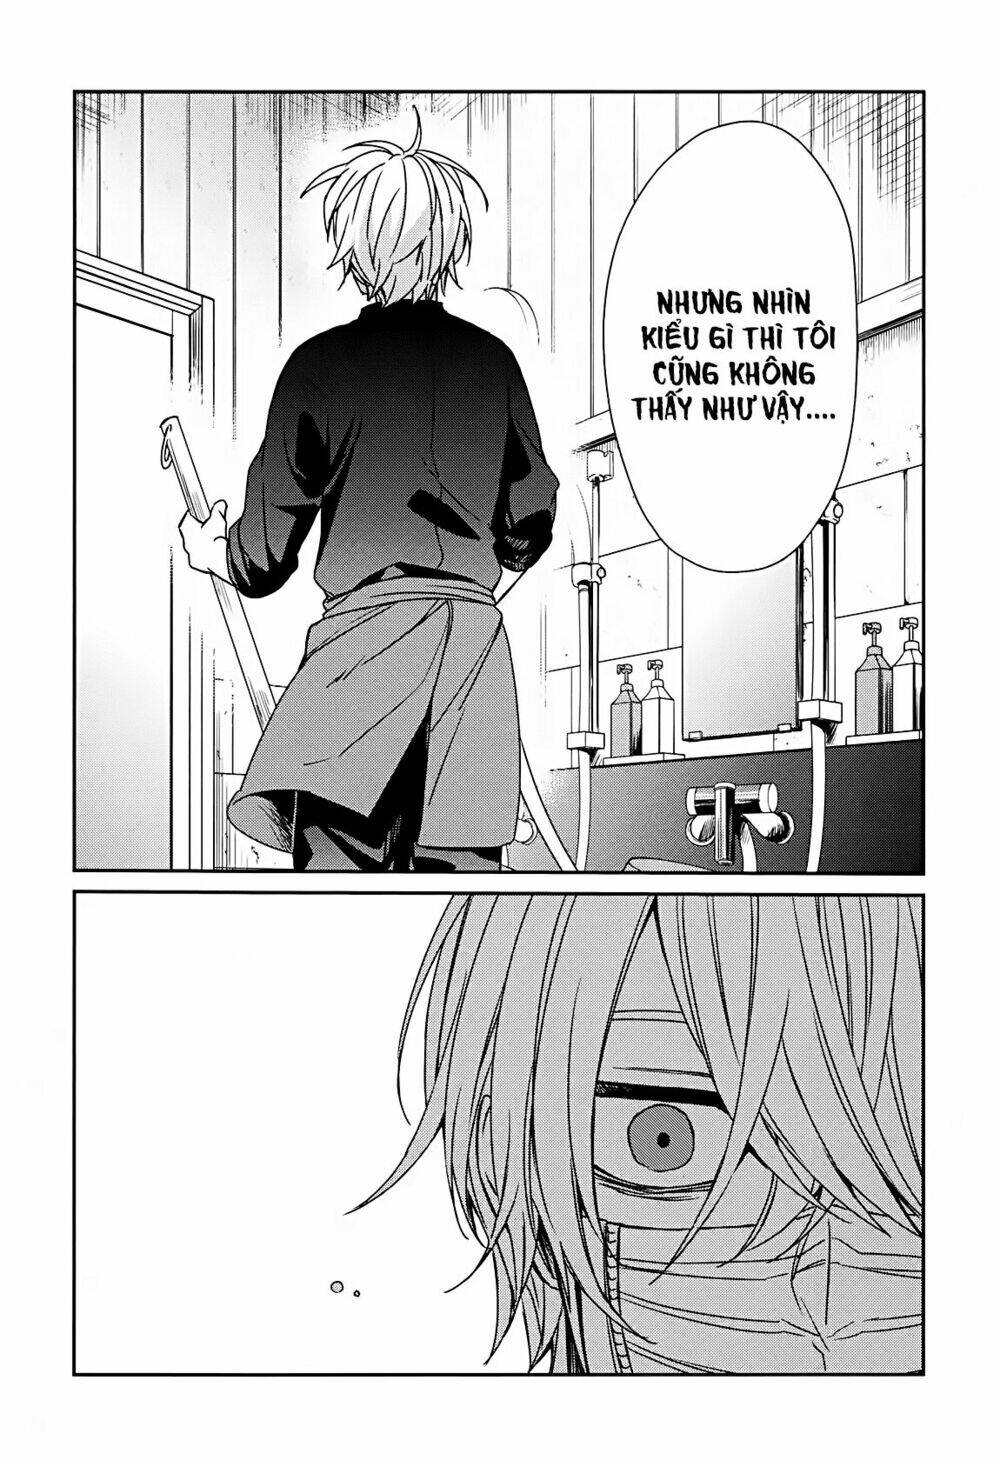 NHƯNG NHÌN
KIỂU GÌ THÌ TÔI
CŨNG KHÔNG
THẤY NHƯ VẬY....